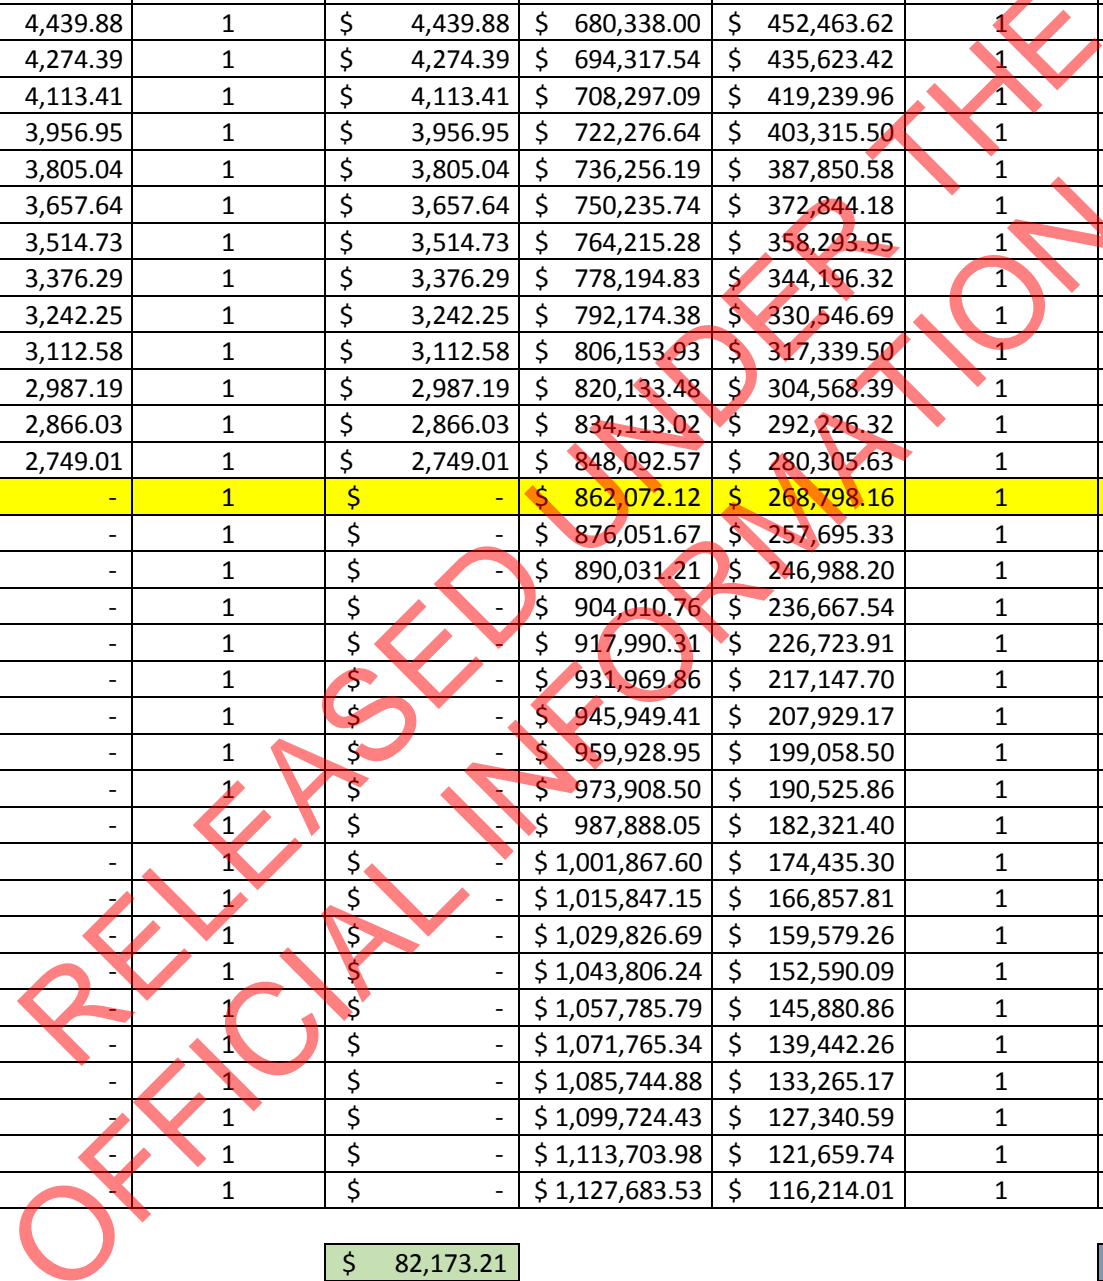 4,439.88 1 $ 4,439.88 $ 680,338.00 $ 452,463.62 1
4,274.39 1 $ 4,274.39 $ 694,317.54 $ 435,623.42 1
4,113.41 1 $ 4,113.41 $ 708,297.09 $ 419,239.96 1
3,956.95 1 $ 3,956.95 $ 722,276.64 $ 403,315.50 1
3,805.04 1 $ 3,805.04 $ 736,256.19 $ 387,850.58 1
3,657.64 1 $ 3,657.64 $ 750,235.74 $ 372,844.18 1
3,514.73 1 $ 3,514.73 $ 764,215.28 $ 358,293.95 1
3,376.29 1 $ 3,376.29 $ 778,194.83 $ 344,196.32 1
3,242.25 1 $ 3,242.25 $ 792,174.38 $ 330,546.69 1
3,112.58 1 $ 3,112.58 $ 806,153.93 $ 317,339.50 1
2,987.19 1 $ 2,987.19 $ 820,133.48 $ 304,568.39 1
2,866.03 1 $ 2,866.03 $ 834,113.02 $ 292,226.32 1
2,749.01 1 $ 2,749.01 $ 848,092.57 $ 280,305.63 1
- 1 $ - $ 862,072.12 $ 268,798.16 1
- 1 $ - $ 876,051.67 $ 257,695.33 1
- 1 $ - $ 890,031.21 $ 246,988.20 1
- 1 $ - $ 904,010.76 $ 236,667.54 1
- 1 $ - $ 917,990.31 $ 226,723.91 1
- 1 $ - $ 931,969.86 $ 217,147.70 1
- 1 $ - $ 945,949.41 $ 207,929.17 1
- 1 $ - $ 959,928.95 $ 199,058.50 1
- 1 $ - $ 973,908.50 $ 190,525.86 1
- 1 $ - $ 987,888.05 $ 182,321.40 1
- 1 $ - $ 1,001,867.60 $ 174,435.30 1
- 1 $ - $ 1,015,847.15 $ 166,857.81 1
- 1 $ - $ 1,029,826.69 $ 159,579.26 1
- 1 $ - $ 1,043,806.24 $ 152,590.09 1
- 1 $ - $ 1,057,785.79 $ 145,880.86 1
- 1 $ - $ 1,071,765.34 $ 139,442.26 1
- 1 $ - $ 1,085,744.88 $ 133,265.17 1
- 1 $ - $ 1,099,724.43 $ 127,340.59 1
- 1 $ - $ 1,113,703.98 $ 121,659.74 1
- 1 $ - $ 1,127,683.53 $ 116,214.01 1
$ 82,173.21
RELEASED UNDER THE
OFFICIAL INFORMATION